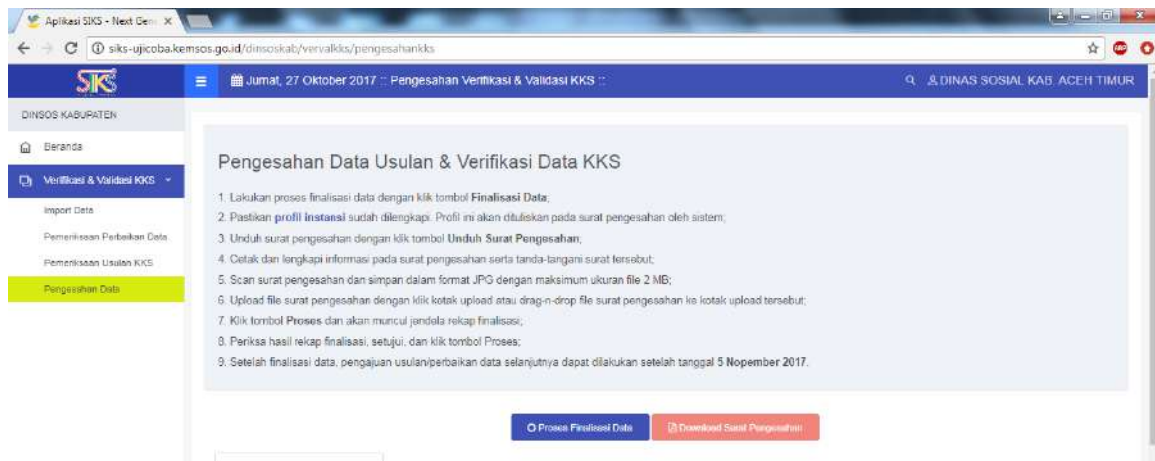 Aplikasi SIKS - Next Gen
siks-ujicoba.kemsos.go.id/dinsoskab/vervalkks/pengesahankks
ABP
SIKS
Jumat, 27 Oktober 2017 :: Pengesahan Verifikasi & Validasi KKS ::
DINAS SOSIAL KAB. ACEH TIMUR
DINSOS KABUPATEN
Beranda
Verifikasi & Validasi KKS
Import Data
Pemeriksaan Perbaikan Data
Pemeriksaan Usulan KKS
Pengesahan Data
Pengesahan Data Usulan & Verifikasi Data KKS
1. Lakukan proses finalisasi data dengan klik tombol Finalisasi Data;
2. Pastikan profil instansi sudah dilengkapi. Profil ini akan dituliskan pada surat pengesahan oleh sistem;
3. Unduh surat pengesahan dengan klik tombol Unduh Surat Pengesahan;
4. Cetak dan lengkapi informasi pada surat pengesahan serta tanda-tangani surat tersebut;
5. Scan surat pengesahan dan simpan dalam format JPG dengan maksimum ukuran file 2 MB;
6. Upload file surat pengesahan dengan klik kotak upload atau drag-n-drop file surat pengesahan ke kotak upload tersebut;
7. Klik tombol Proses dan akan muncul jendela rekap finalisasi;
8. Periksa hasil rekap finalisasi, setujui, dan klik tombol Proses;
9. Setelah finalisasi data, pengajuan usulan/perbaikan data selanjutnya dapat dilakukan setelah tanggal 5 Nopember 2017.
Proses Finalisasi Data
Download Surat Pengesahan